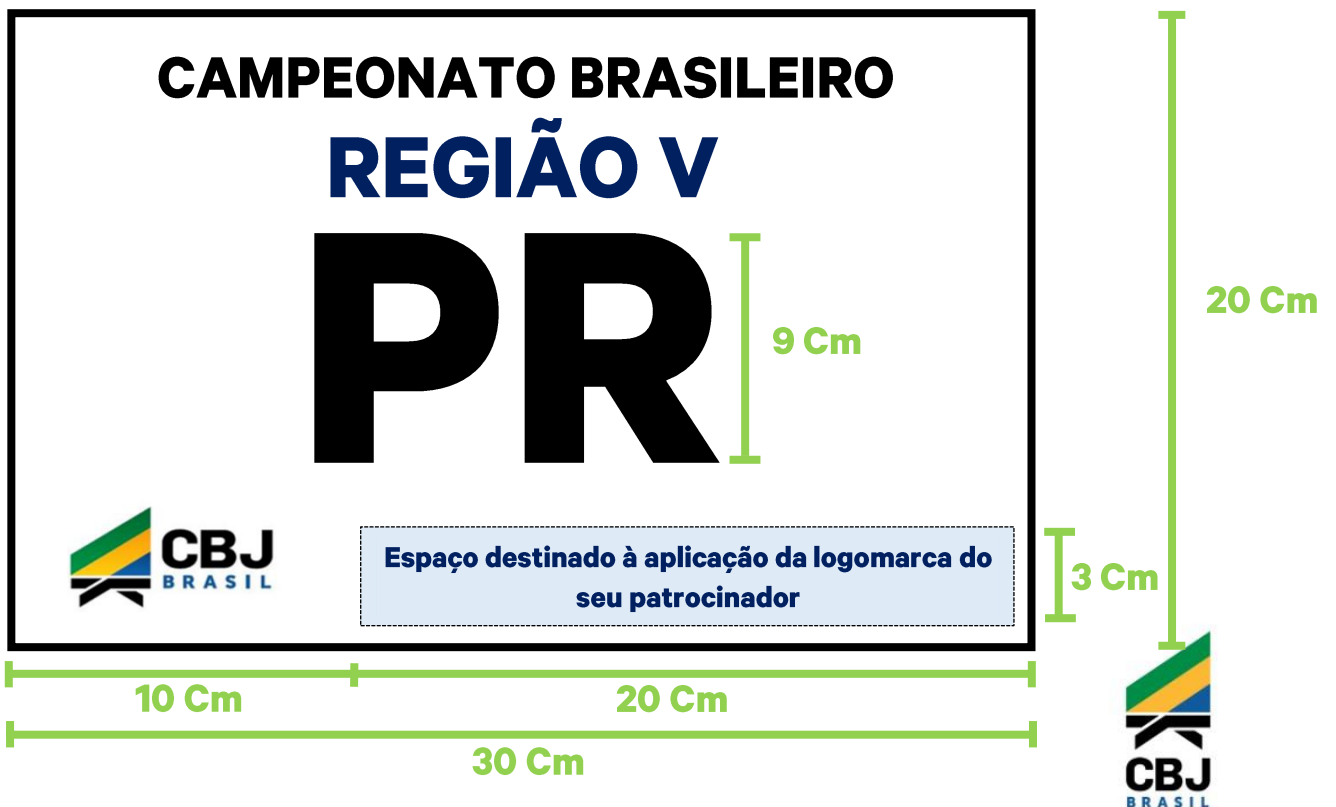 CAMPEONATO BRASILEIRO
REGIÃO V
PR
9 Cm
20 Cm
CBJ
BRASIL
Espaço destinado à aplicação da logomarca do
seu patrocinador
3 Cm
10 Cm
20 Cm
30 Cm
CBJ
BRASIL